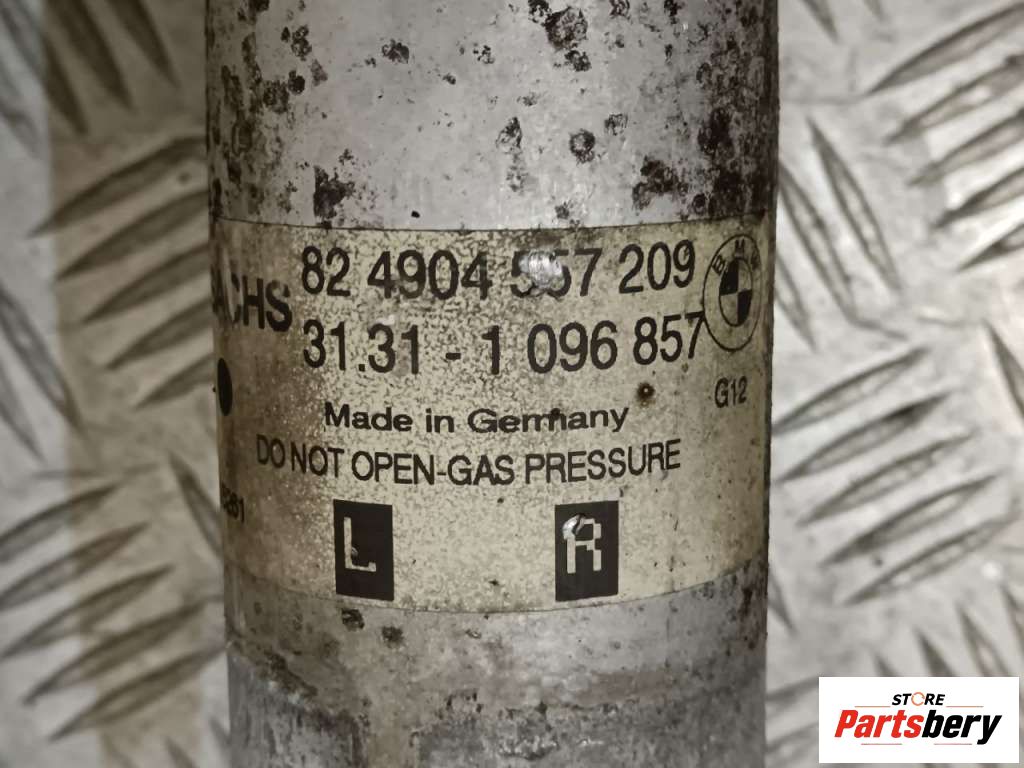 82 4904 557 209
31.31 - 1 096 857
BMW
G12
Made in Germany
DO NOT OPEN-GAS PRESSURE
L R
STORE
Partsbery